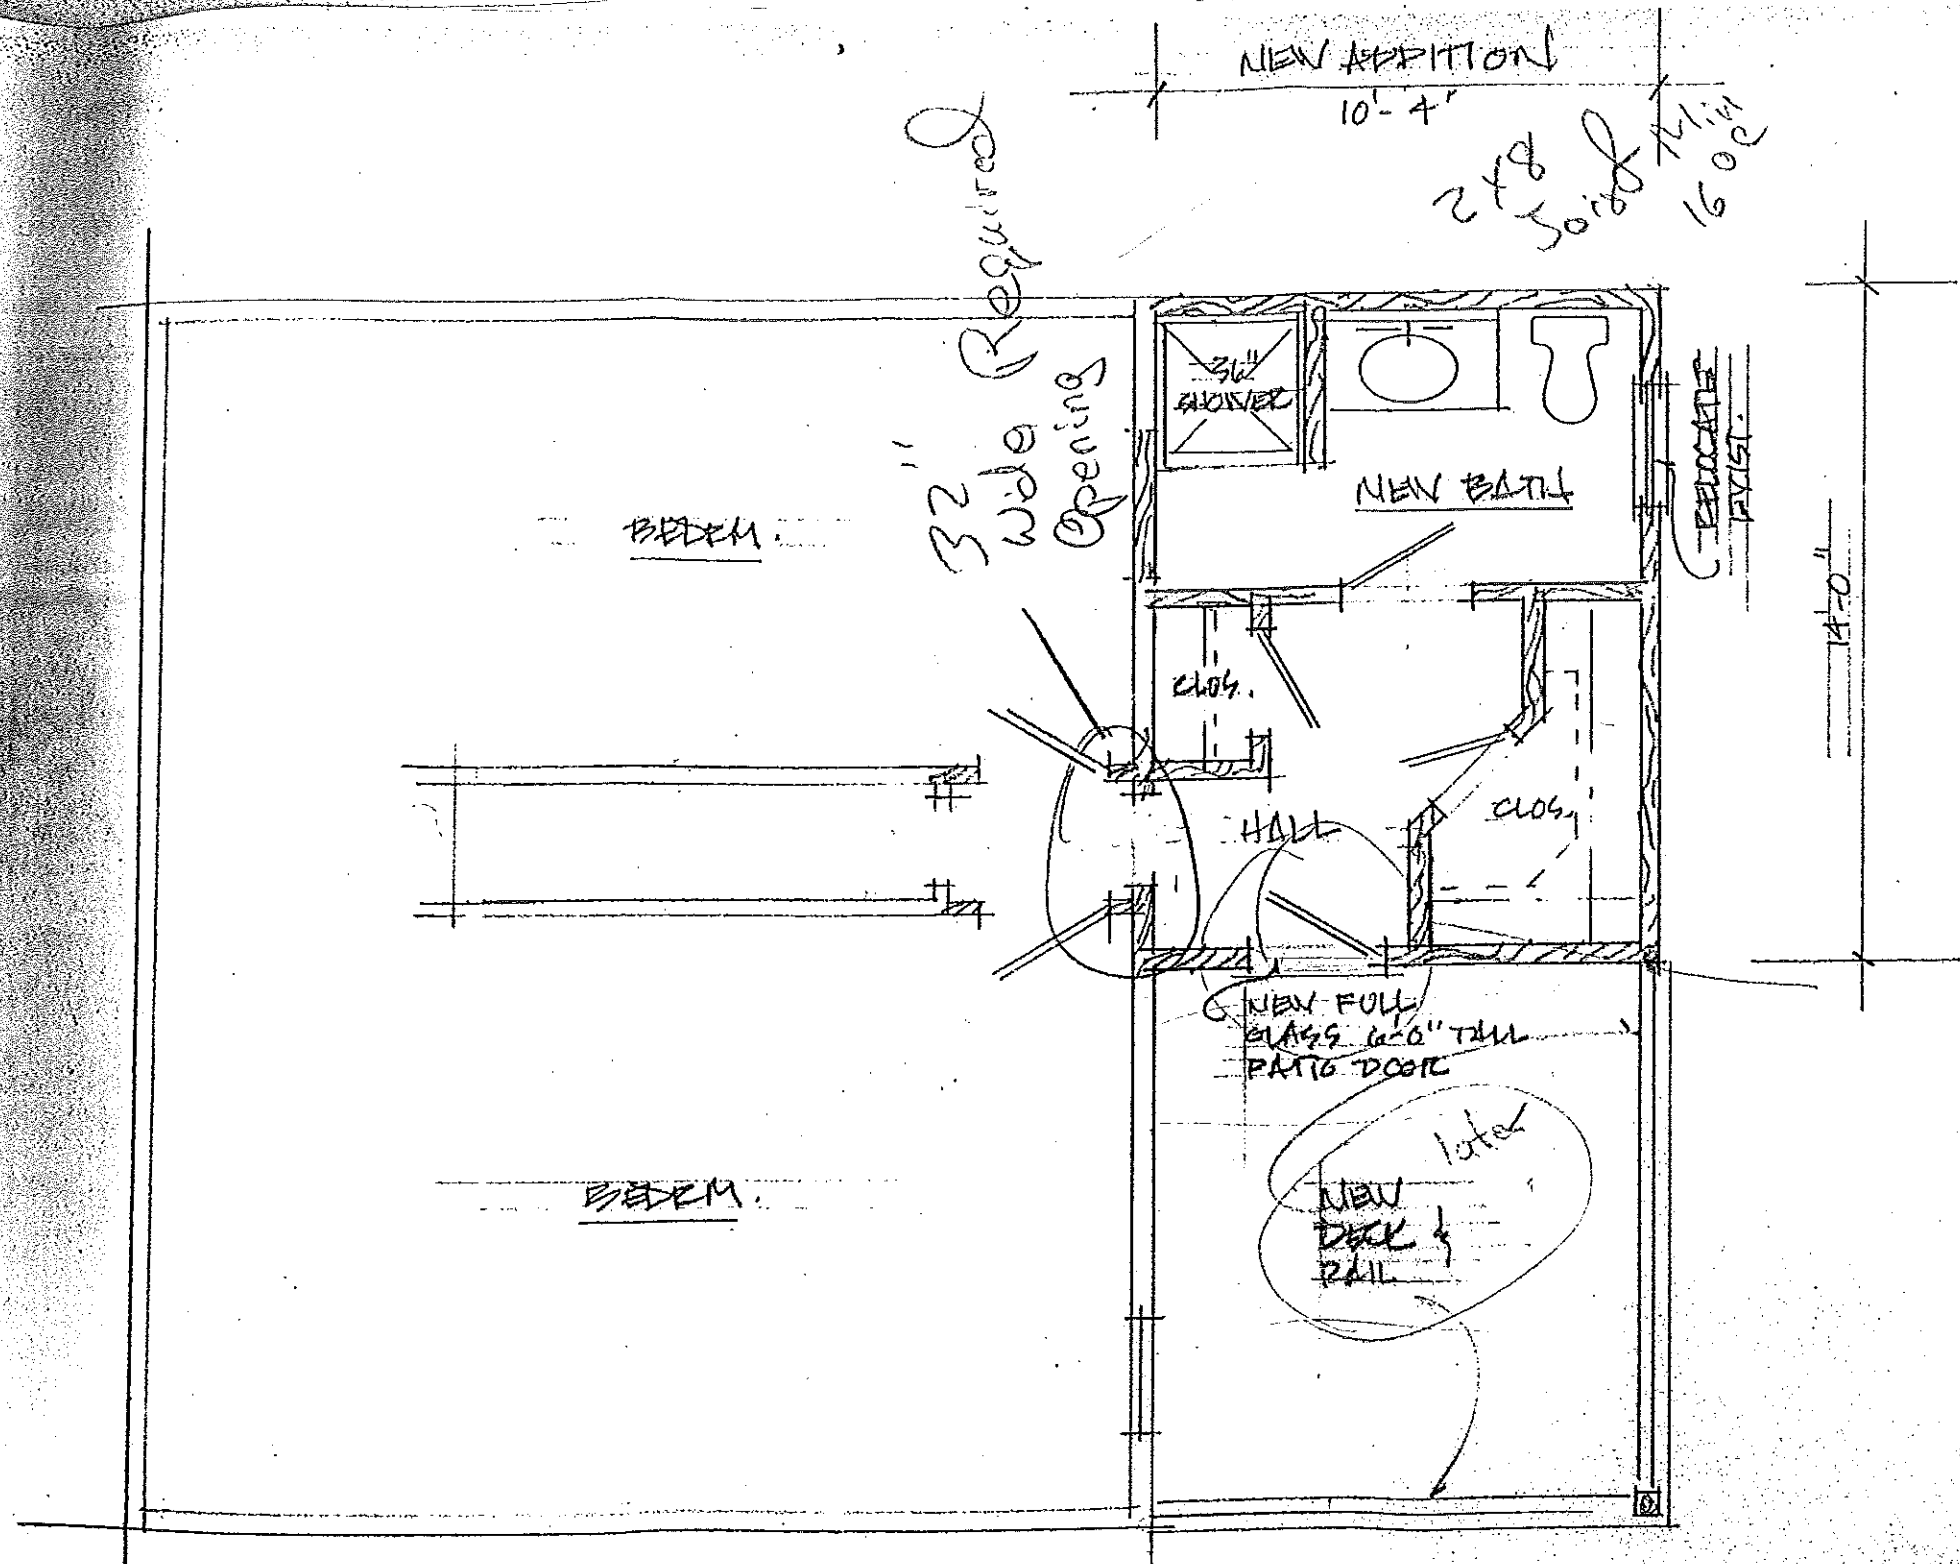 NEW ADDITION
10'-4"
2x8
Joist Min
16 OC
32"
Wide
Opening
Required
36"
SHOWER
NEW BATH
RELOCATE
EXIST.
14'-0"
BEDRM.
CLOS.
HALL
CLOS.
NEW FULL
GLASS 6'-0" TALL
PATIO DOOR
later
NEW
DECK &
RAIL
BEDRM.